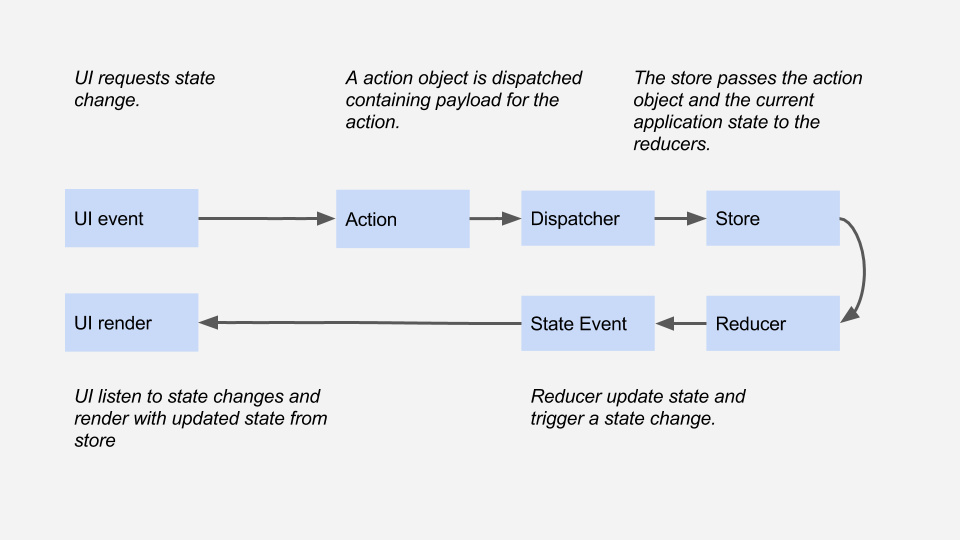 UI requests state
change.
A action object is dispatched
containing payload for the
action.
The store passes the action
object and the current
application state to the
reducers.
UI event
Action
Dispatcher
Store
UI render
State Event
Reducer
UI listen to state changes and
render with updated state from
store
Reducer update state and
trigger a state change.